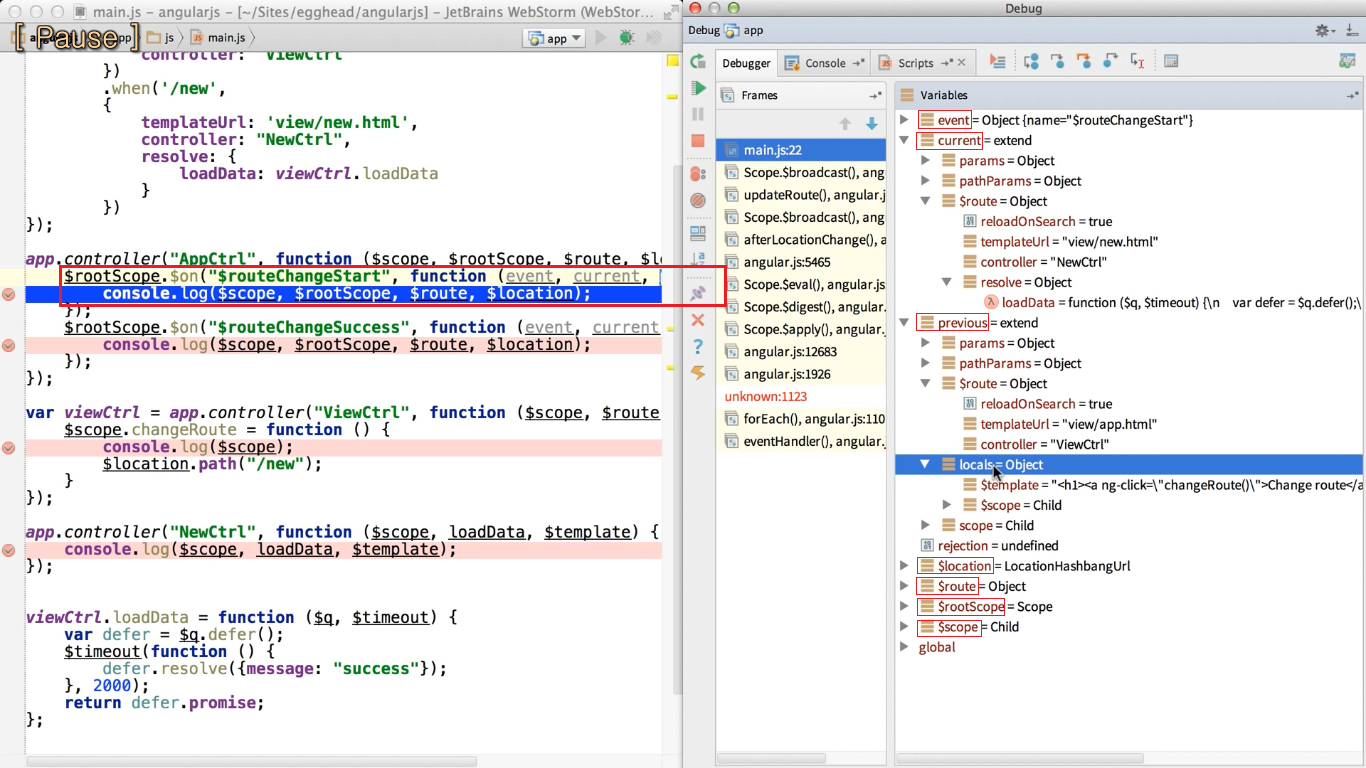 main.js – angularjs – [~/Sites/egghead/angularjs] – JetBrains WebStorm (WebStor...
[ Pause ]
js
main.js
app
controller: "ViewCtrl"
})
.when('/new',
{
templateUrl: 'view/new.html',
controller: "NewCtrl",
resolve: {
loadData: viewCtrl.loadData
}
})
});
app.controller("AppCtrl", function ($scope, $rootScope, $route, $lo
$rootScope.$on("$routeChangeStart", function (event, current,
console.log($scope, $rootScope, $route, $location);
});
$rootScope.$on("$routeChangeSuccess", function (event, current
console.log($scope, $rootScope, $route, $location);
});
});
var viewCtrl = app.controller("ViewCtrl", function ($scope, $route
$scope.changeRoute = function () {
console.log($scope);
$location.path("/new");
}
});
app.controller("NewCtrl", function ($scope, loadData, $template) {
console.log($scope, loadData, $template);
});
viewCtrl.loadData = function ($q, $timeout) {
var defer = $q.defer();
$timeout(function () {
defer.resolve({message: "success"});
}, 2000);
return defer.promise;
};
Debug
Debug app
Debugger Console Scripts
Frames
main.js:22
Scope.$broadcast(), ang
updateRoute(), angular.j
Scope.$broadcast(), ang
afterLocationChange(), a
angular.js:5465
Scope.$eval(), angular.js
Scope.$digest(), angular.
Scope.$apply(), angular.
angular.js:12683
angular.js:1926
unknown:1123
forEach(), angular.js:110
eventHandler(), angular.
Variables
event = Object {name="$routeChangeStart"}
current = extend
params = Object
pathParams = Object
$route = Object
reloadOnSearch = true
templateUrl = "view/new.html"
controller = "NewCtrl"
resolve = Object
loadData = function ($q, $timeout) {\n var defer = $q.defer();\
previous = extend
params = Object
pathParams = Object
$route = Object
reloadOnSearch = true
templateUrl = "view/app.html"
controller = "ViewCtrl"
locals = Object
$template = "<h1><a ng-click=\"changeRoute()\">Change route</a
$scope = Child
scope = Child
rejection = undefined
$location = LocationHashbangUrl
$route = Object
$rootScope = Scope
$scope = Child
global